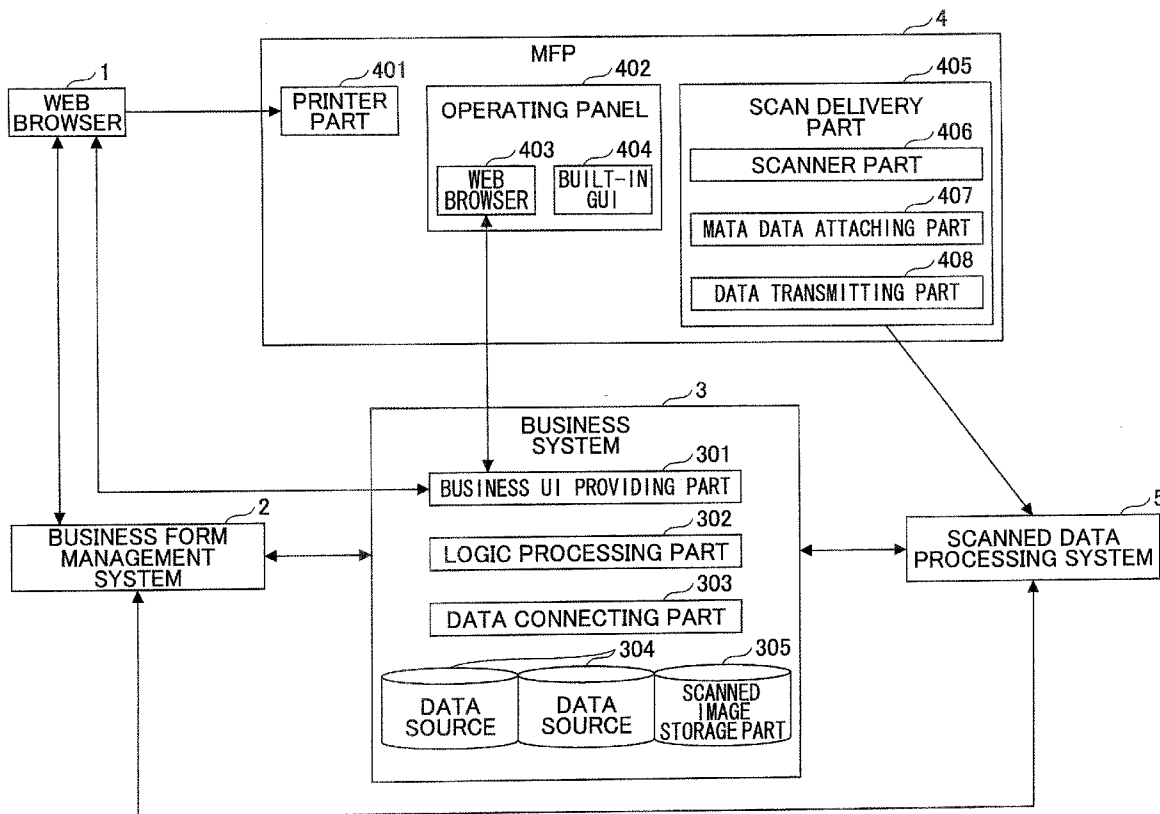 4
MFP
1
WEB
BROWSER
401
PRINTER
PART
402
OPERATING PANEL
403
WEB
BROWSER
404
BUILT-IN
GUI
405
SCAN DELIVERY
PART
406
SCANNER PART
407
MATA DATA ATTACHING PART
408
DATA TRANSMITTING PART
3
BUSINESS
SYSTEM
301
BUSINESS UI PROVIDING PART
302
LOGIC PROCESSING PART
303
DATA CONNECTING PART
304
DATA
SOURCE
DATA
SOURCE
305
SCANNED
IMAGE
STORAGE PART
2
BUSINESS FORM
MANAGEMENT
SYSTEM
5
SCANNED DATA
PROCESSING SYSTEM